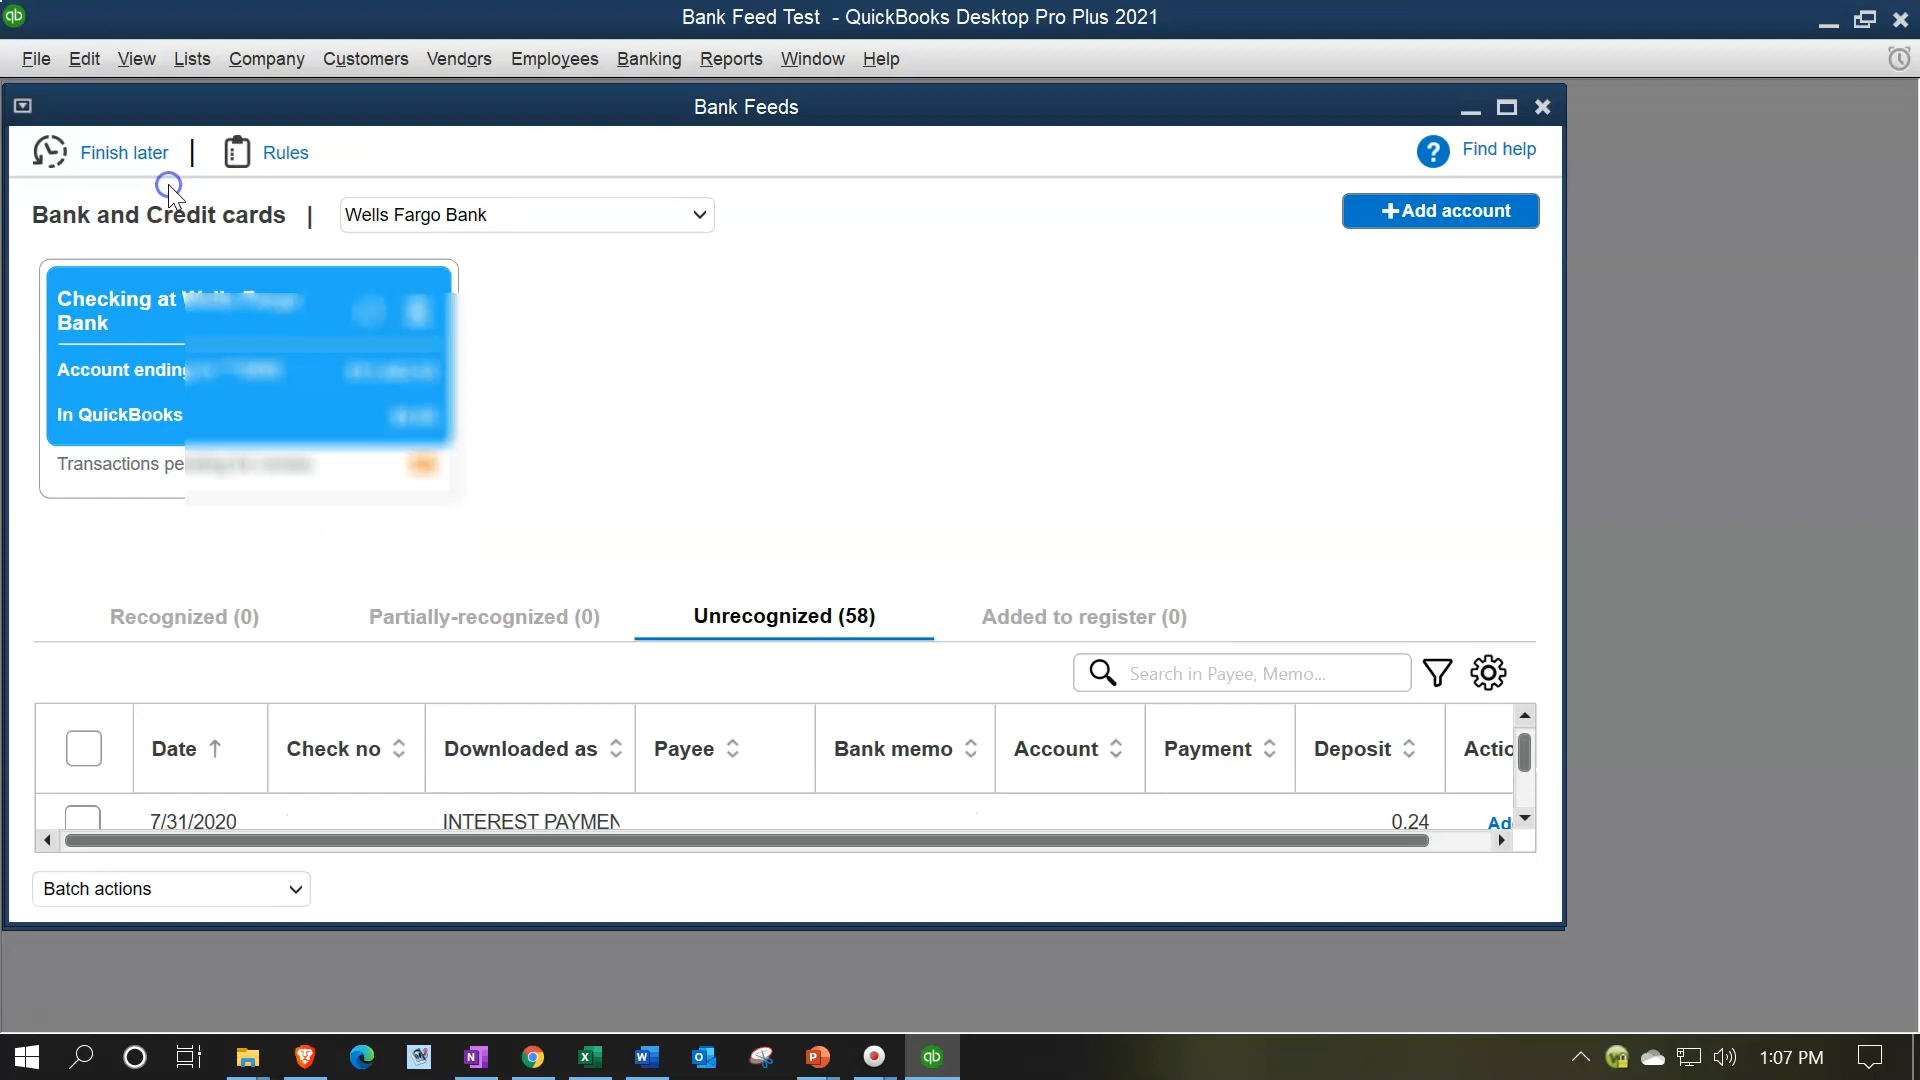 qb
Bank Feed Test - QuickBooks Desktop Pro Plus 2021
File Edit View Lists Company Customers Vendors Employees Banking Reports Window Help
Bank Feeds
Finish later | Rules
? Find help
Bank and Credit cards |
Wells Fargo Bank
+Add account
Checking at
Bank
Account ending
In QuickBooks
Transactions
Recognized (0)
Partially-recognized (0)
Unrecognized (58)
Added to register (0)
Search in Payee, Memo...
Date Check no Downloaded as Payee Bank memo Account Payment Deposit Actio
7/31/2020 INTEREST PAYMEN 0.24 Ad
Batch actions
N X W P qb
1:07 PM